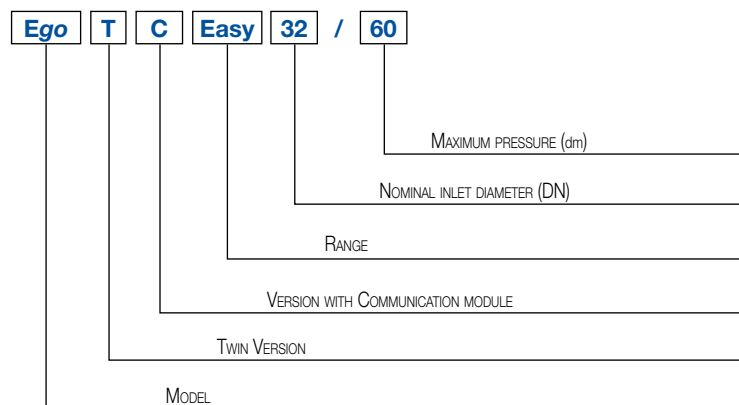 Ego T C Easy 32 / 60
Maximum pressure (dm)
Nominal inlet diameter (DN)
Range
Version with Communication module
Twin Version
Model